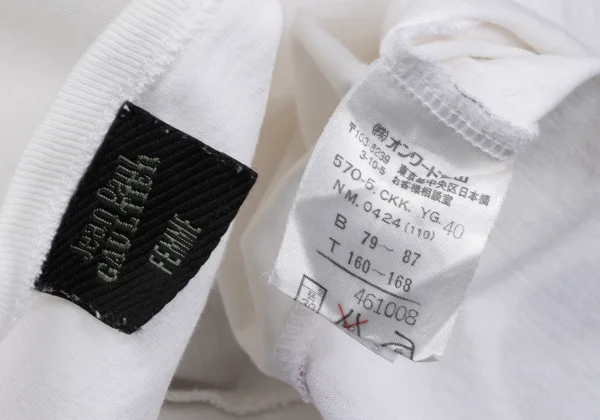 Jean Paul
GAULTIER
FEMME
(株)オンワード
〒103-8239
東京都中央区日本橋
3-10-5
お客様相談室
570-5, CKK, YG, 40
NM, 0424 (110)
B 79～87
T 160～168
461008